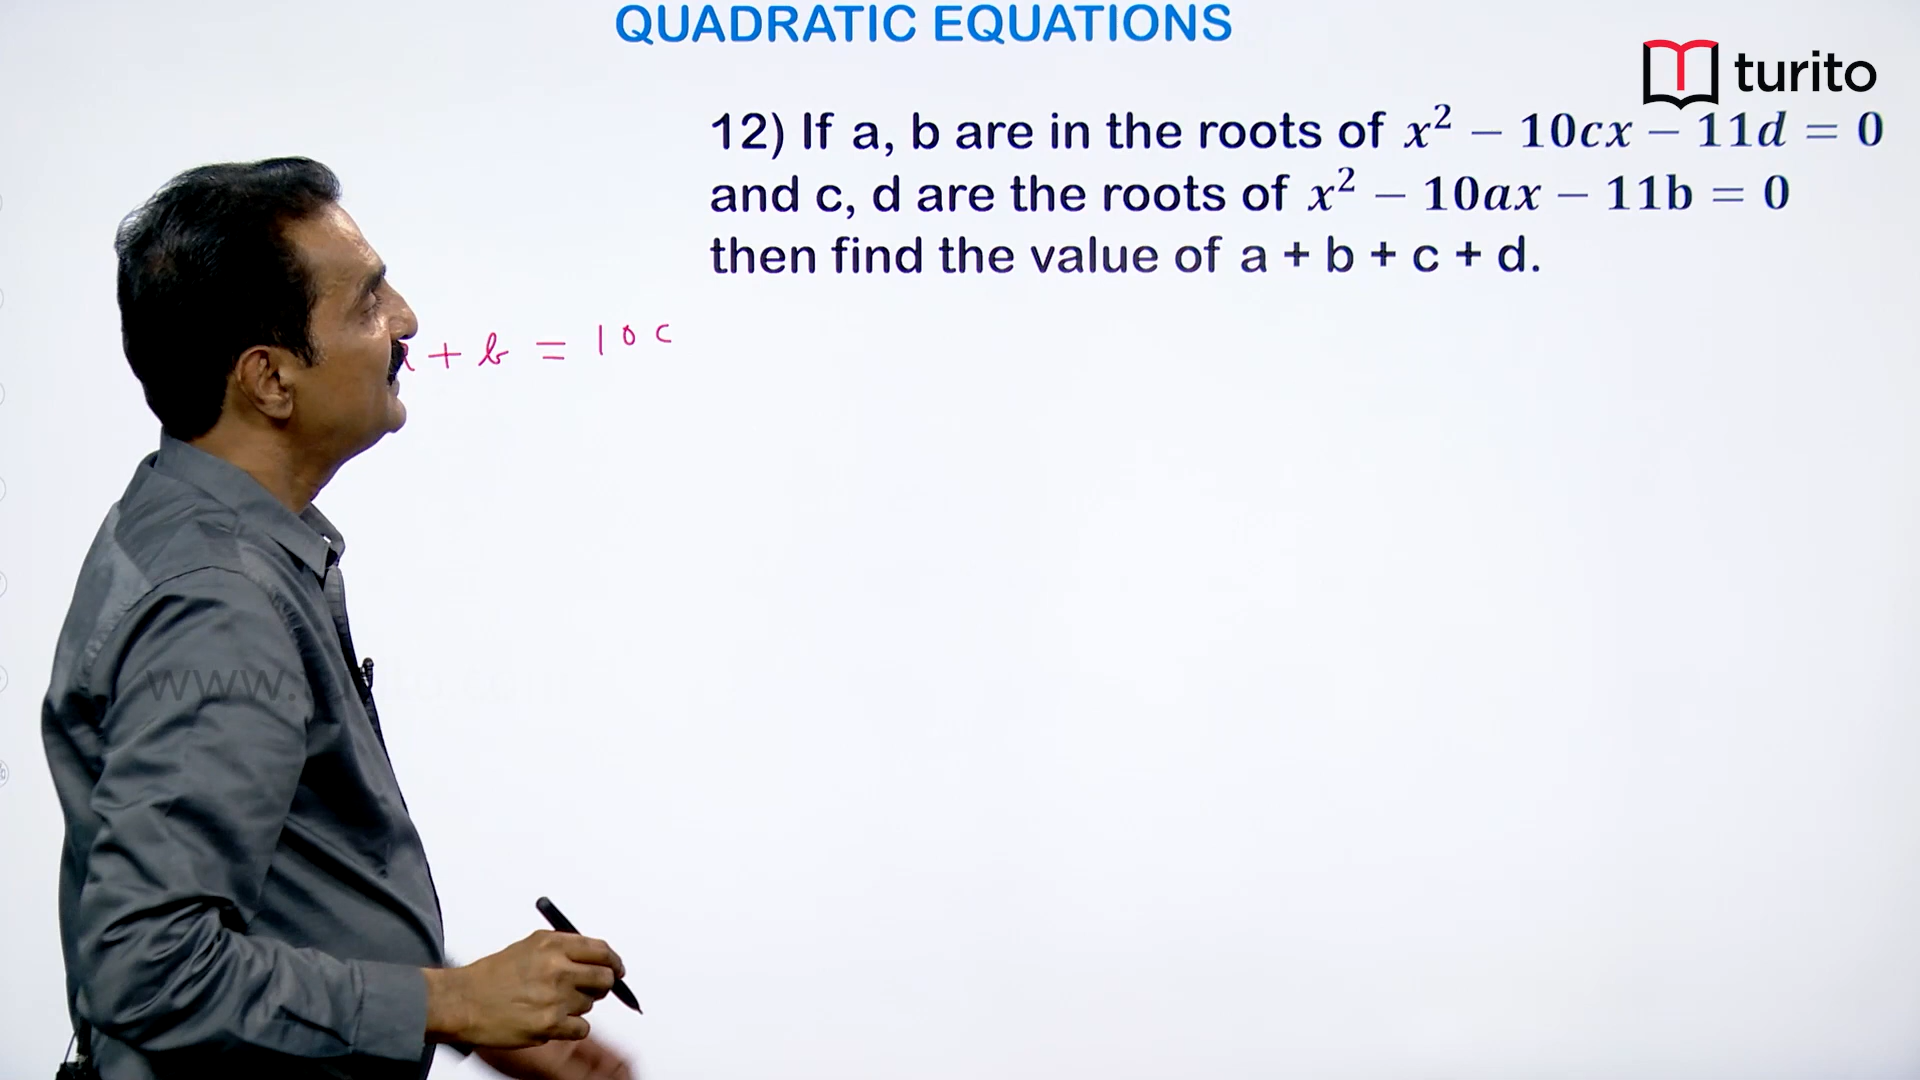 QUADRATIC EQUATIONS
turito
12) If a, b are in the roots of x² − 10cx − 11d = 0
and c, d are the roots of x² − 10ax − 11b = 0
then find the value of a + b + c + d.
+ b = 10c
www.